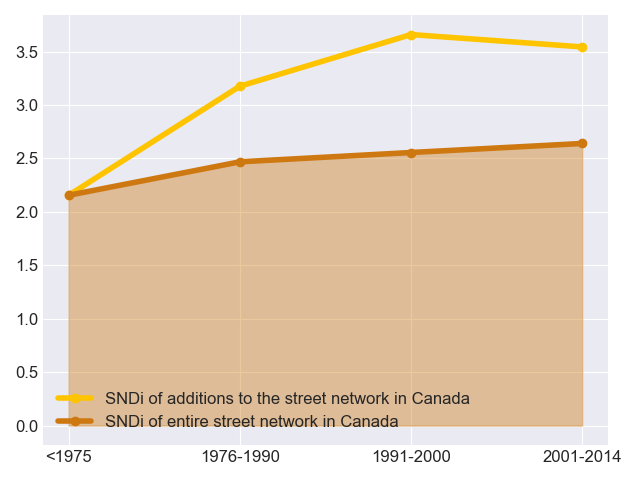 3.5
3.0
2.5
2.0
1.5
1.0
0.5
0.0
SNDi of additions to the street network in Canada
SNDi of entire street network in Canada
<1975 1976-1990 1991-2000 2001-2014